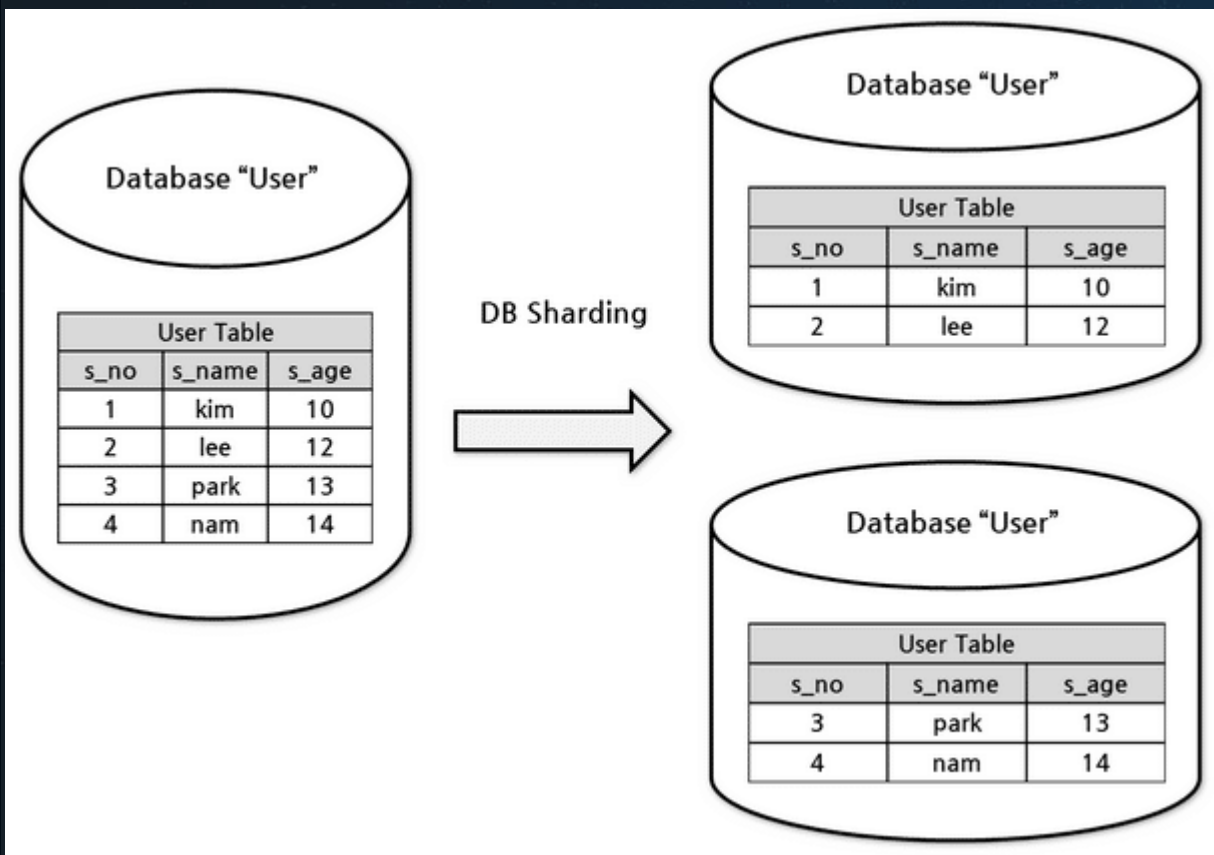 Database “User”
User Table
s_no s_name s_age
1 kim 10
2 lee 12
3 park 13
4 nam 14
DB Sharding
Database “User”
User Table
s_no s_name s_age
1 kim 10
2 lee 12
Database “User”
User Table
s_no s_name s_age
3 park 13
4 nam 14